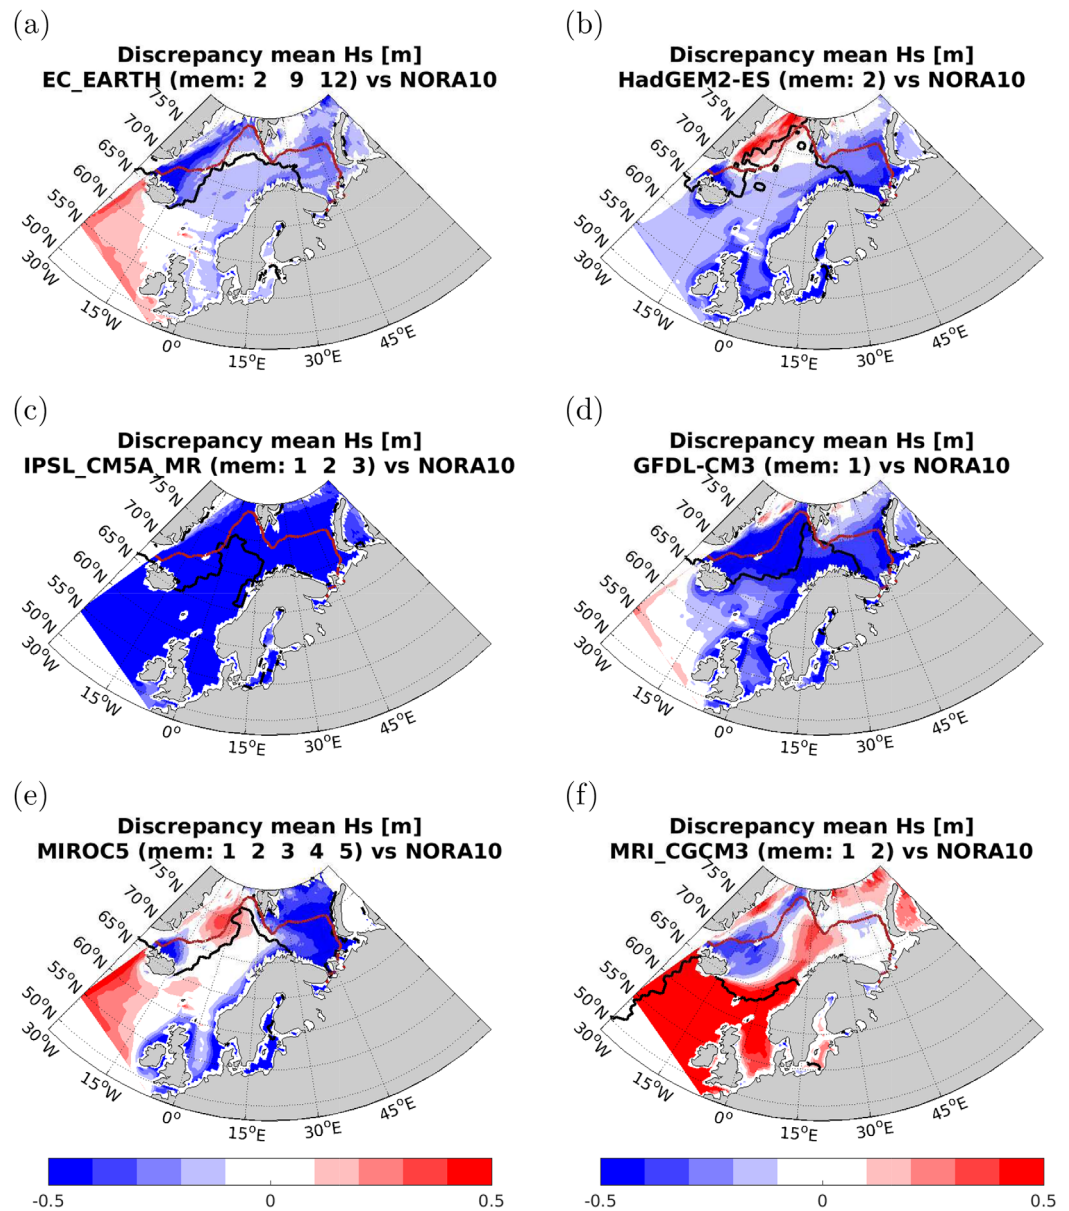 (a)
Discrepancy mean Hs [m]
EC_EARTH (mem: 2 9 12) vs NORA10
75°N
70°N
65°N
60°N
55°N
50°N
30°W
15°W
0°
15°E
30°E
45°E
(b)
Discrepancy mean Hs [m]
HadGEM2-ES (mem: 2) vs NORA10
75°N
70°N
65°N
60°N
55°N
50°N
30°W
15°W
0°
15°E
30°E
45°E
(c)
Discrepancy mean Hs [m]
IPSL_CM5A_MR (mem: 1 2 3) vs NORA10
75°N
70°N
65°N
60°N
55°N
50°N
30°W
15°W
0°
15°E
30°E
45°E
(d)
Discrepancy mean Hs [m]
GFDL-CM3 (mem: 1) vs NORA10
75°N
70°N
65°N
60°N
55°N
50°N
30°W
15°W
0°
15°E
30°E
45°E
(e)
Discrepancy mean Hs [m]
MIROC5 (mem: 1 2 3 4 5) vs NORA10
75°N
70°N
65°N
60°N
55°N
50°N
30°W
15°W
0°
15°E
30°E
45°E
(f)
Discrepancy mean Hs [m]
MRI_CGCM3 (mem: 1 2) vs NORA10
75°N
70°N
65°N
60°N
55°N
50°N
30°W
15°W
0°
15°E
30°E
45°E
-0.5 0 0.5
-0.5 0 0.5